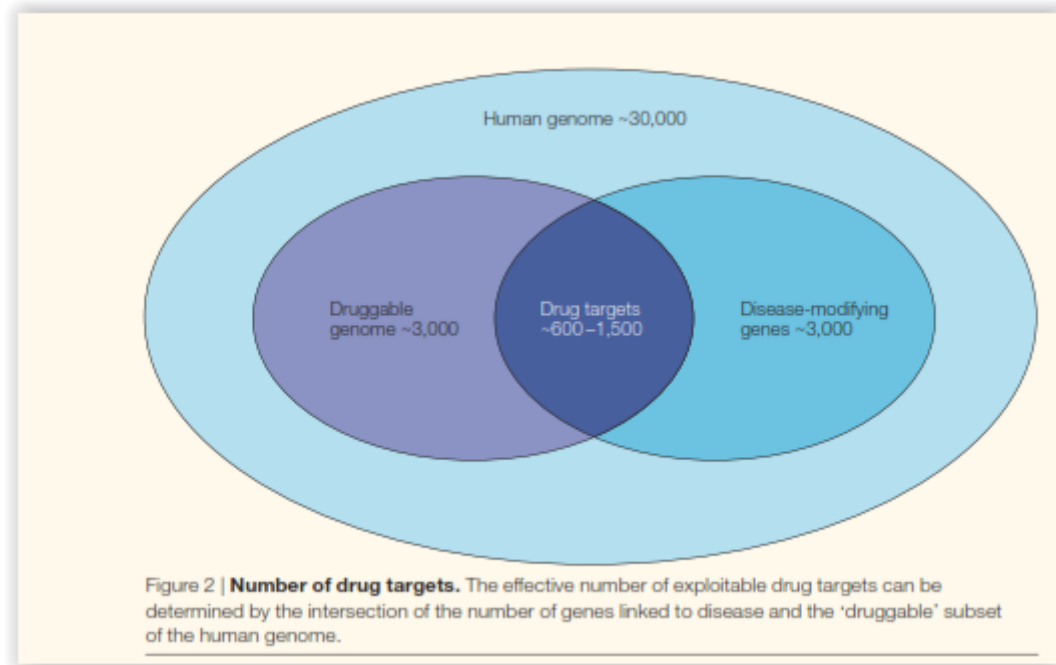 Human genome ~30,000
Druggable
genome ~3,000
Drug targets
~600–1,500
Disease-modifying
genes ~3,000
Figure 2 | Number of drug targets. The effective number of exploitable drug targets can be
determined by the intersection of the number of genes linked to disease and the ‘druggable’ subset
of the human genome.